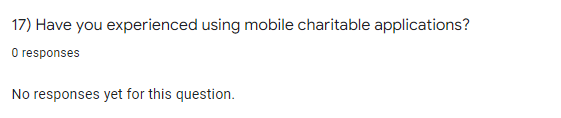 17) Have you experienced using mobile charitable applications?
0 responses
No responses yet for this question.